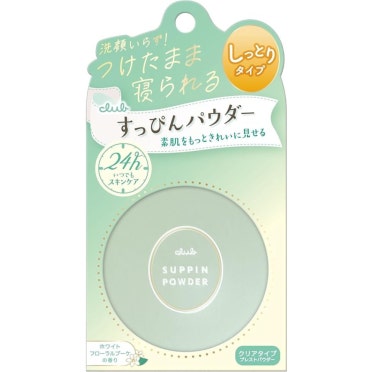 洗顔いらず!
つけたまま
寝られる
しっとり
タイプ
club
すっぴんパウダー
素肌をもっときれいに見せる
24h
いつでも
スキンケア
club
SUPPIN
POWDER
ホワイト
フローラルブーケ
の香り
クリアタイプ
プレストパウダー